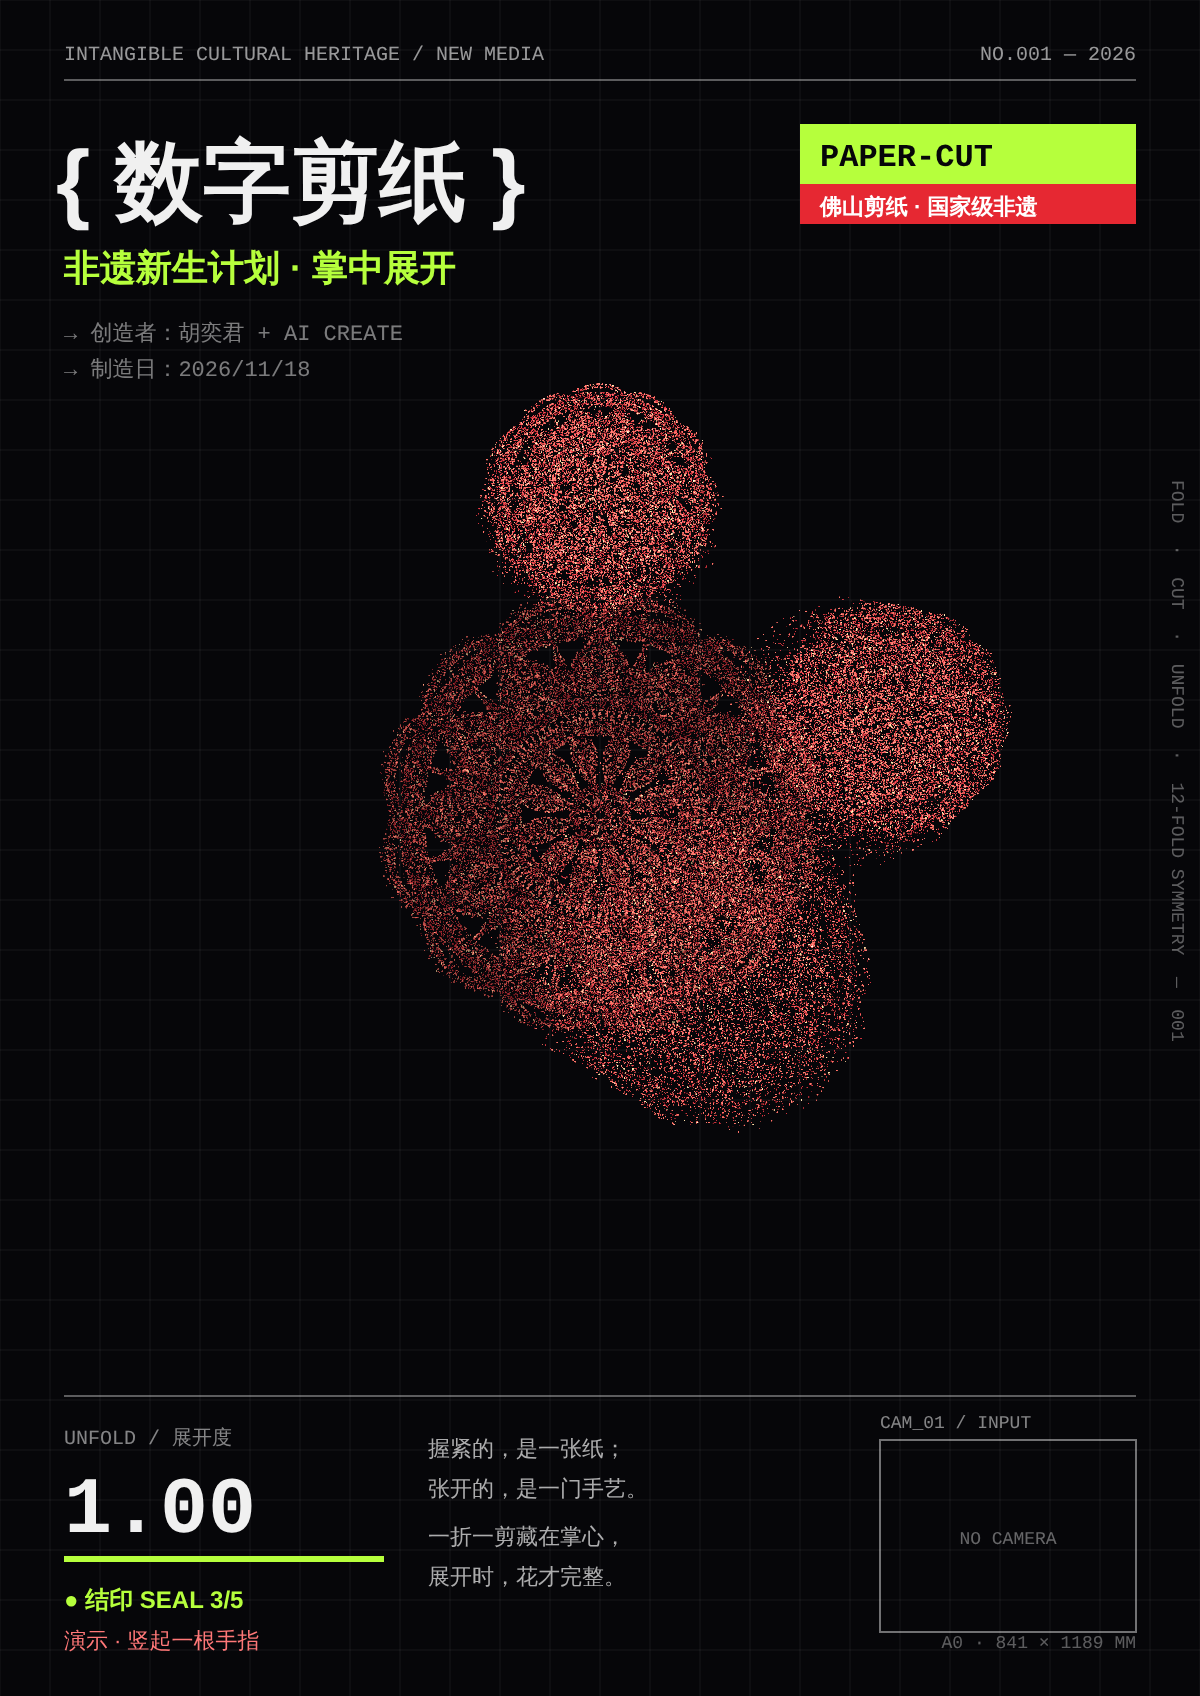 INTANGIBLE CULTURAL HERITAGE / NEW MEDIA
NO.001 — 2026
{ 数字剪纸 }
PAPER-CUT
佛山剪纸 · 国家级非遗
非遗新生计划 · 掌中展开
→ 创造者：胡奕君 + AI CREATE
→ 制造日：2026/11/18
FOLD · CUT · UNFOLD · 12-FOLD SYMMETRY — 001
UNFOLD / 展开度
1.00
● 结印 SEAL 3/5
演示 · 竖起一根手指
握紧的，是一张纸；
张开的，是一门手艺。
一折一剪藏在掌心，
展开时，花才完整。
CAM_01 / INPUT
NO CAMERA
A0 · 841 × 1189 MM